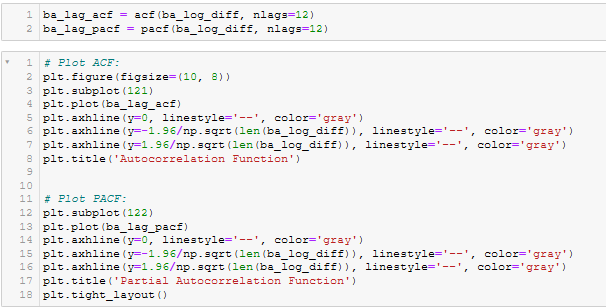 1 ba_lag_acf = acf(ba_log_diff, nlags=12)
2 ba_lag_pacf = pacf(ba_log_diff, nlags=12)
1 # Plot ACF:
2 plt.figure(figsize=(10, 8))
3 plt.subplot(121)
4 plt.plot(ba_lag_acf)
5 plt.axhline(y=0, linestyle='--', color='gray')
6 plt.axhline(y=-1.96/np.sqrt(len(ba_log_diff)), linestyle='--', color='gray')
7 plt.axhline(y=1.96/np.sqrt(len(ba_log_diff)), linestyle='--', color='gray')
8 plt.title('Autocorrelation Function')
9
10
11 # Plot PACF:
12 plt.subplot(122)
13 plt.plot(ba_lag_pacf)
14 plt.axhline(y=0, linestyle='--', color='gray')
15 plt.axhline(y=-1.96/np.sqrt(len(ba_log_diff)), linestyle='--', color='gray')
16 plt.axhline(y=1.96/np.sqrt(len(ba_log_diff)), linestyle='--', color='gray')
17 plt.title('Partial Autocorrelation Function')
18 plt.tight_layout()